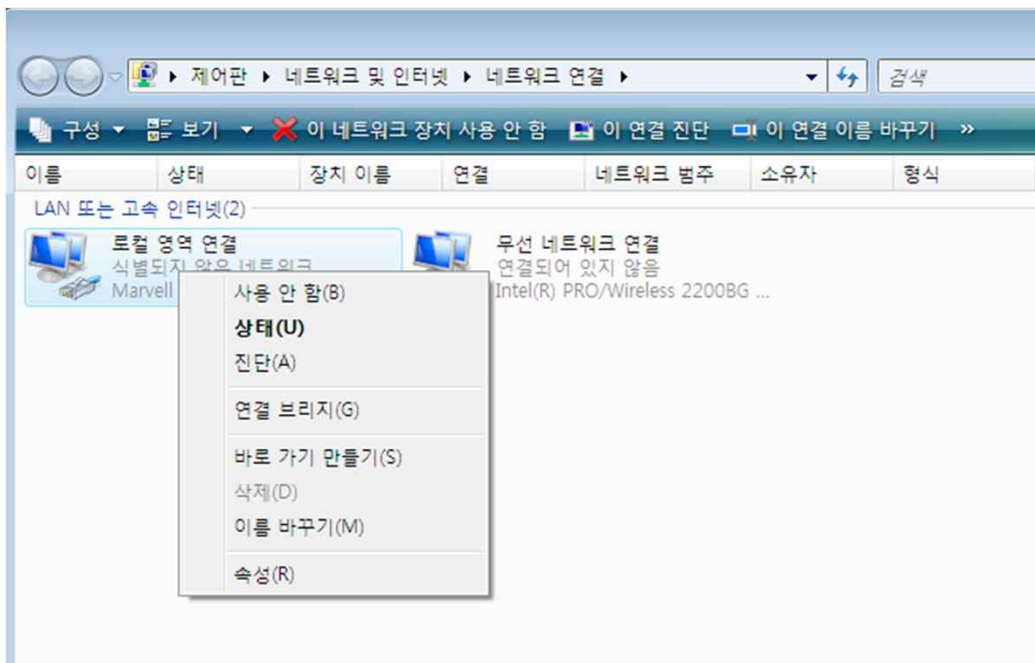 제어판 네트워크 및 인터넷 네트워크 연결 검색
구성 보기 이 네트워크 장치 사용 안 함 이 연결 진단 이 연결 이름 바꾸기 »
이름 상태 장치 이름 연결 네트워크 범주 소유자 형식
LAN 또는 고속 인터넷(2)
로컬 영역 연결
식별되지 않은 네트워크
Marvell
무선 네트워크 연결
연결되어 있지 않음
Intel(R) PRO/Wireless 2200BG ...
사용 안 함(B)
상태(U)
진단(A)
연결 브리지(G)
바로 가기 만들기(S)
삭제(D)
이름 바꾸기(M)
속성(R)